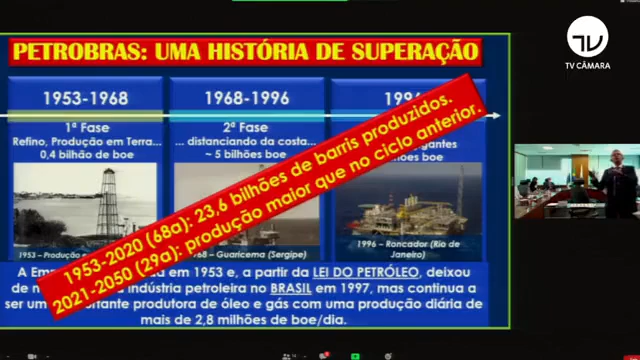 PETROBRAS: UMA HISTÓRIA DE SUPERAÇÃO
TV CÂMARA
1953-1968
1968-1996
1996
1ª Fase
Refino, Produção em Terra...
0,4 bilhão de boe
2ª Fase
... distanciando da costa...
~ 5 bilhões boe
gantes
hões boe
1953-2020 (68a): 23,6 bilhões de barris produzidos.
2021-2050 (29a): produção maior que no ciclo anterior.
1953 – Produção
1968 – Guaricema (Sergipe)
1996 – Roncador (Rio de
Janeiro)
A Em em 1953 e, a partir da LEI DO PETRÓLEO, deixou
de indústria petroleira no BRASIL em 1997, mas continua a
ser um produtora de óleo e gás com uma produção diária de
mais de 2,8 milhões de boe/dia.